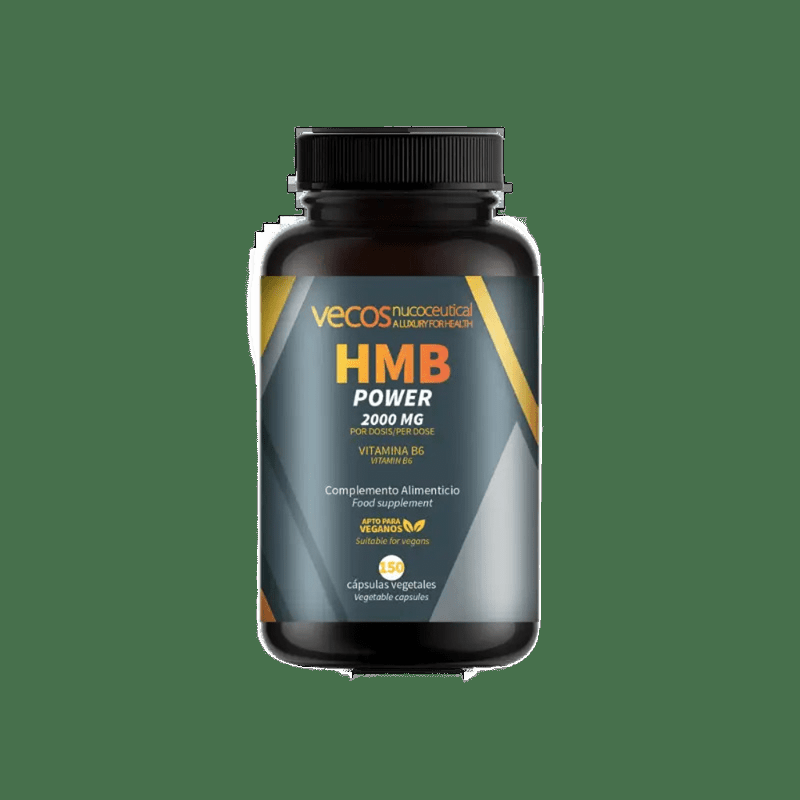 vecos nucoceutical
A LUXURY FOR HEALTH
HMB
POWER
2000 MG
POR DOSIS/PER DOSE
VITAMINA B6
VITAMIN B6
Complemento Alimenticio
Food supplement
APTO PARA
VEGANOS
Suitable for vegans
150
cápsulas vegetales
Vegetable capsules